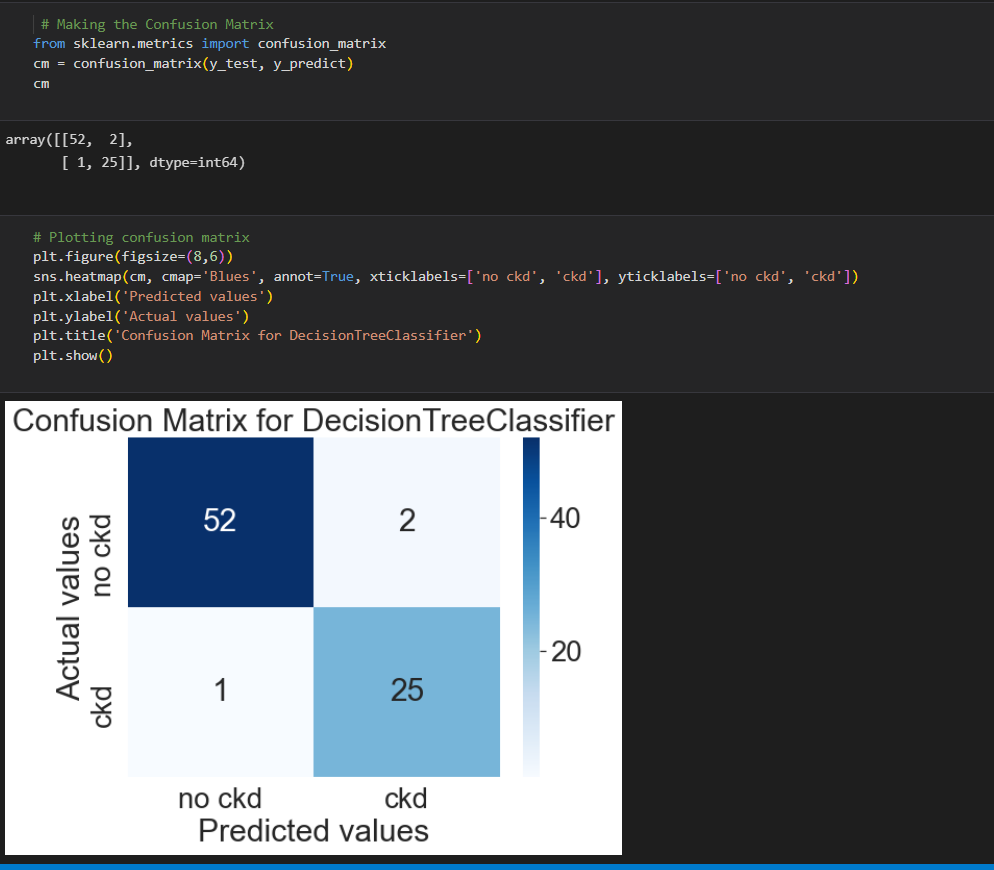 # Making the Confusion Matrix
from sklearn.metrics import confusion_matrix
cm = confusion_matrix(y_test, y_predict)
cm
array([[52,  2],
       [ 1, 25]], dtype=int64)
# Plotting confusion matrix
plt.figure(figsize=(8,6))
sns.heatmap(cm, cmap='Blues', annot=True, xticklabels=['no ckd', 'ckd'], yticklabels=['no ckd', 'ckd'])
plt.xlabel('Predicted values')
plt.ylabel('Actual values')
plt.title('Confusion Matrix for DecisionTreeClassifier')
plt.show()
Confusion Matrix for DecisionTreeClassifier
Actual values
no ckd
52
2
40
ckd
1
25
20
no ckd
ckd
Predicted values